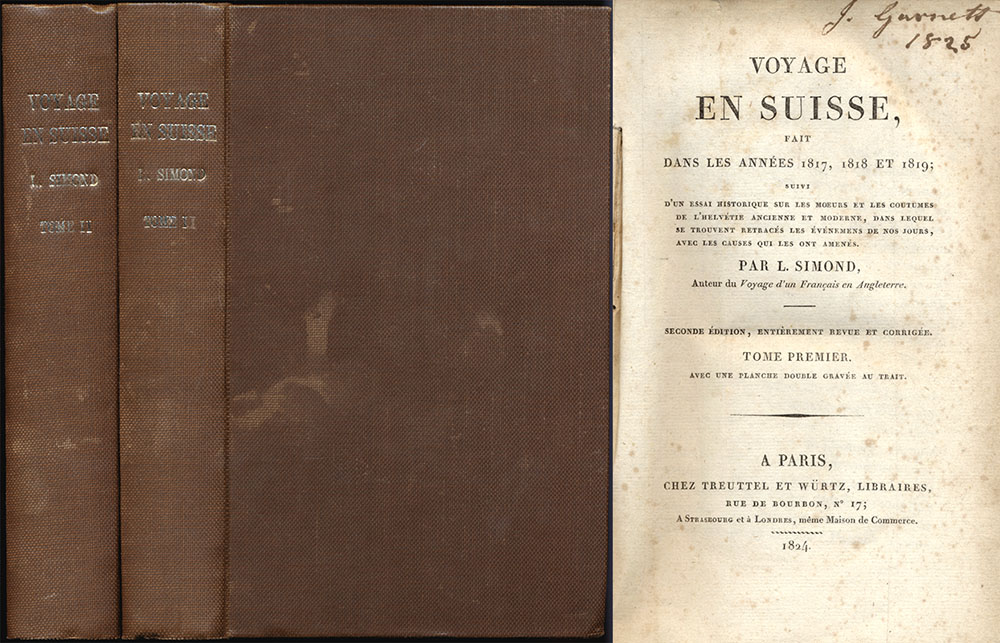 VOYAGE
EN SUISSE
L. SIMOND
TOME II
VOYAGE
EN SUISSE
L. SIMOND
TOME II
J. Garnett
1825
VOYAGE
EN SUISSE,
FAIT
DANS LES ANNÉES 1817, 1818 ET 1819;
SUIVI
D'UN ESSAI HISTORIQUE SUR LES MŒURS ET LES COUTUMES
DE L'HELVÉTIE ANCIENNE ET MODERNE, DANS LEQUEL
SE TROUVENT RETRACÉS LES ÉVÉNEMENS DE NOS JOURS,
AVEC LES CAUSES QUI LES ONT AMENÉS.
PAR L. SIMOND,
Auteur du Voyage d'un Français en Angleterre.
SECONDE ÉDITION, ENTIÈREMENT REVUE ET CORRIGÉE.
TOME PREMIER.
AVEC UNE PLANCHE DOUBLE GRAVÉE AU TRAIT.
A PARIS,
CHEZ TREUTTEL ET WÜRTZ, LIBRAIRES,
RUE DE BOURBON, N° 17;
A STRASBOURG et à LONDRES, même Maison de Commerce.
1824.